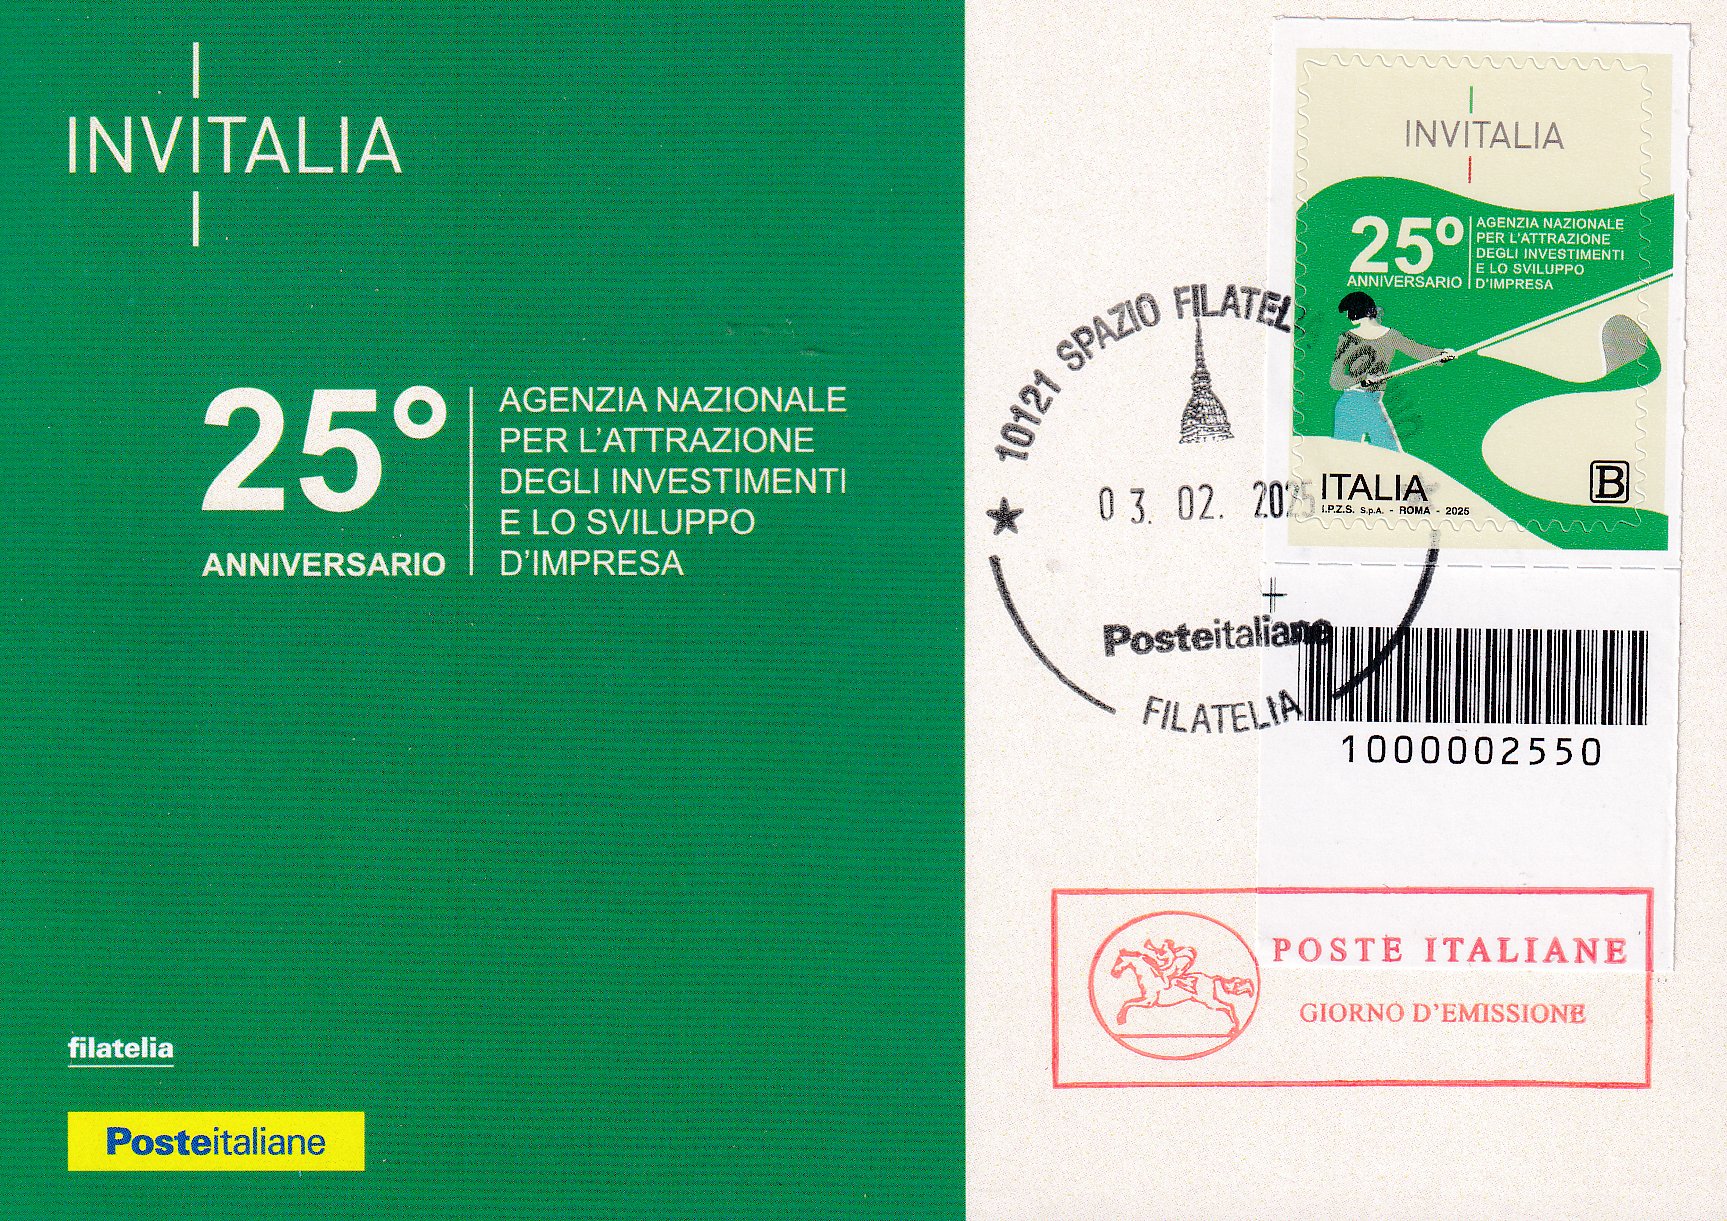 INVITALIA
25°
ANNIVERSARIO
AGENZIA NAZIONALE
PER L'ATTRAZIONE
DEGLI INVESTIMENTI
E LO SVILUPPO
D'IMPRESA
filatelia
Posteitaliane
INVITALIA
25°
ANNIVERSARIO
AGENZIA NAZIONALE
PER L'ATTRAZIONE
DEGLI INVESTIMENTI
E LO SVILUPPO
D'IMPRESA
ITALIA
B
I.P.Z.S. S.p.A. - ROMA - 2025
10121 SPAZIO FILATELIA TORINO
03. 02. 2025
Posteitaliane
FILATELIA
1000002550
POSTE ITALIANE
GIORNO D'EMISSIONE